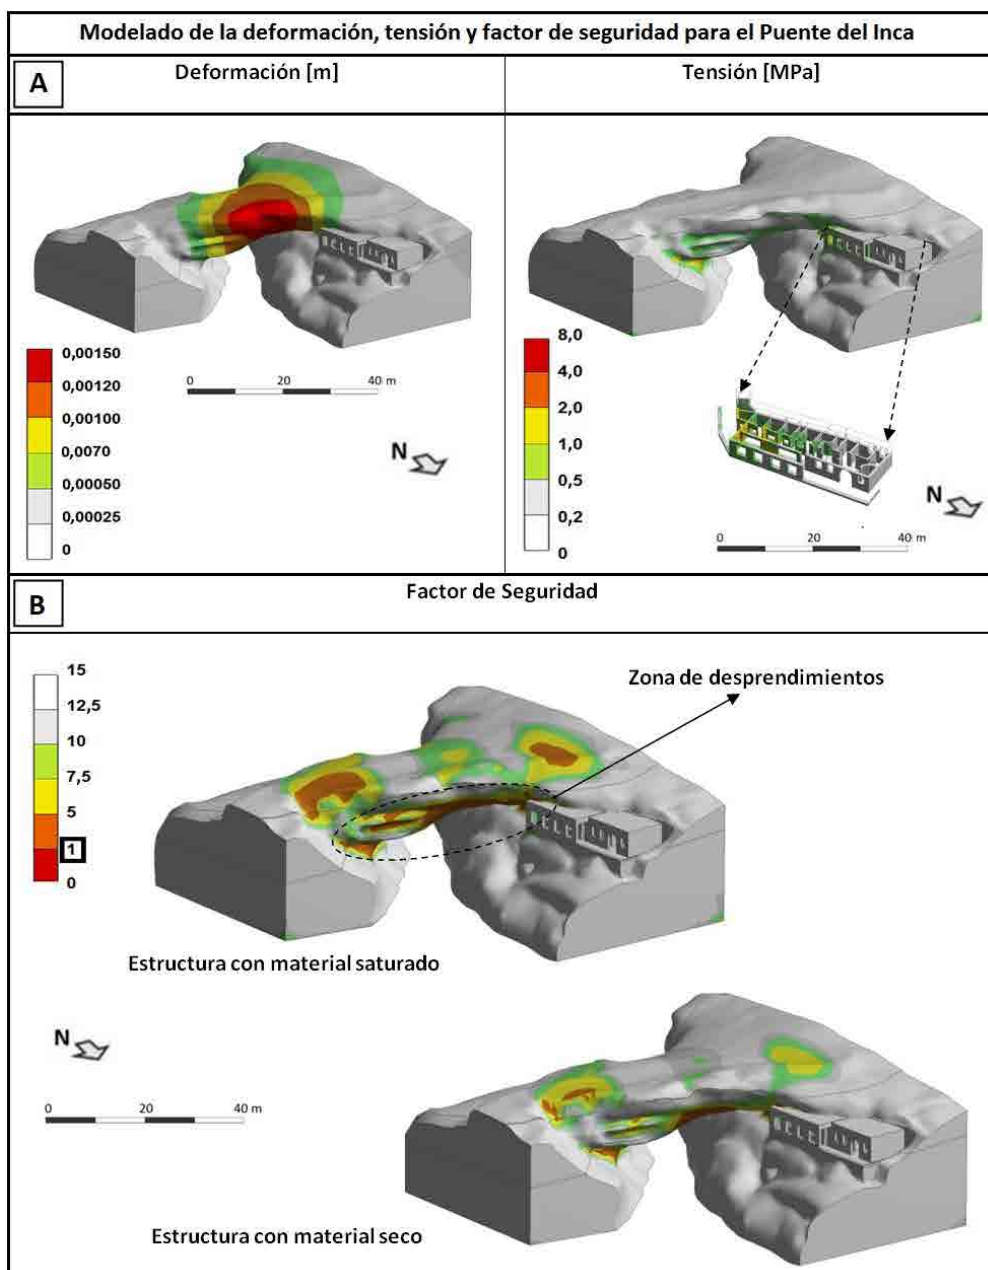 Modelado de la deformación, tensión y factor de seguridad para el Puente del Inca
A
Deformación [m]
Tensión [MPa]
0,00150
0,00120
0,00100
0,0070
0,00050
0,00025
0
0 20 40 m
N
8,0
4,0
2,0
1,0
0,5
0,2
0
0 20 40 m
N
B
Factor de Seguridad
15
12,5
10
7,5
5
1
0
Zona de desprendimientos
Estructura con material saturado
N
0 20 40 m
Estructura con material seco